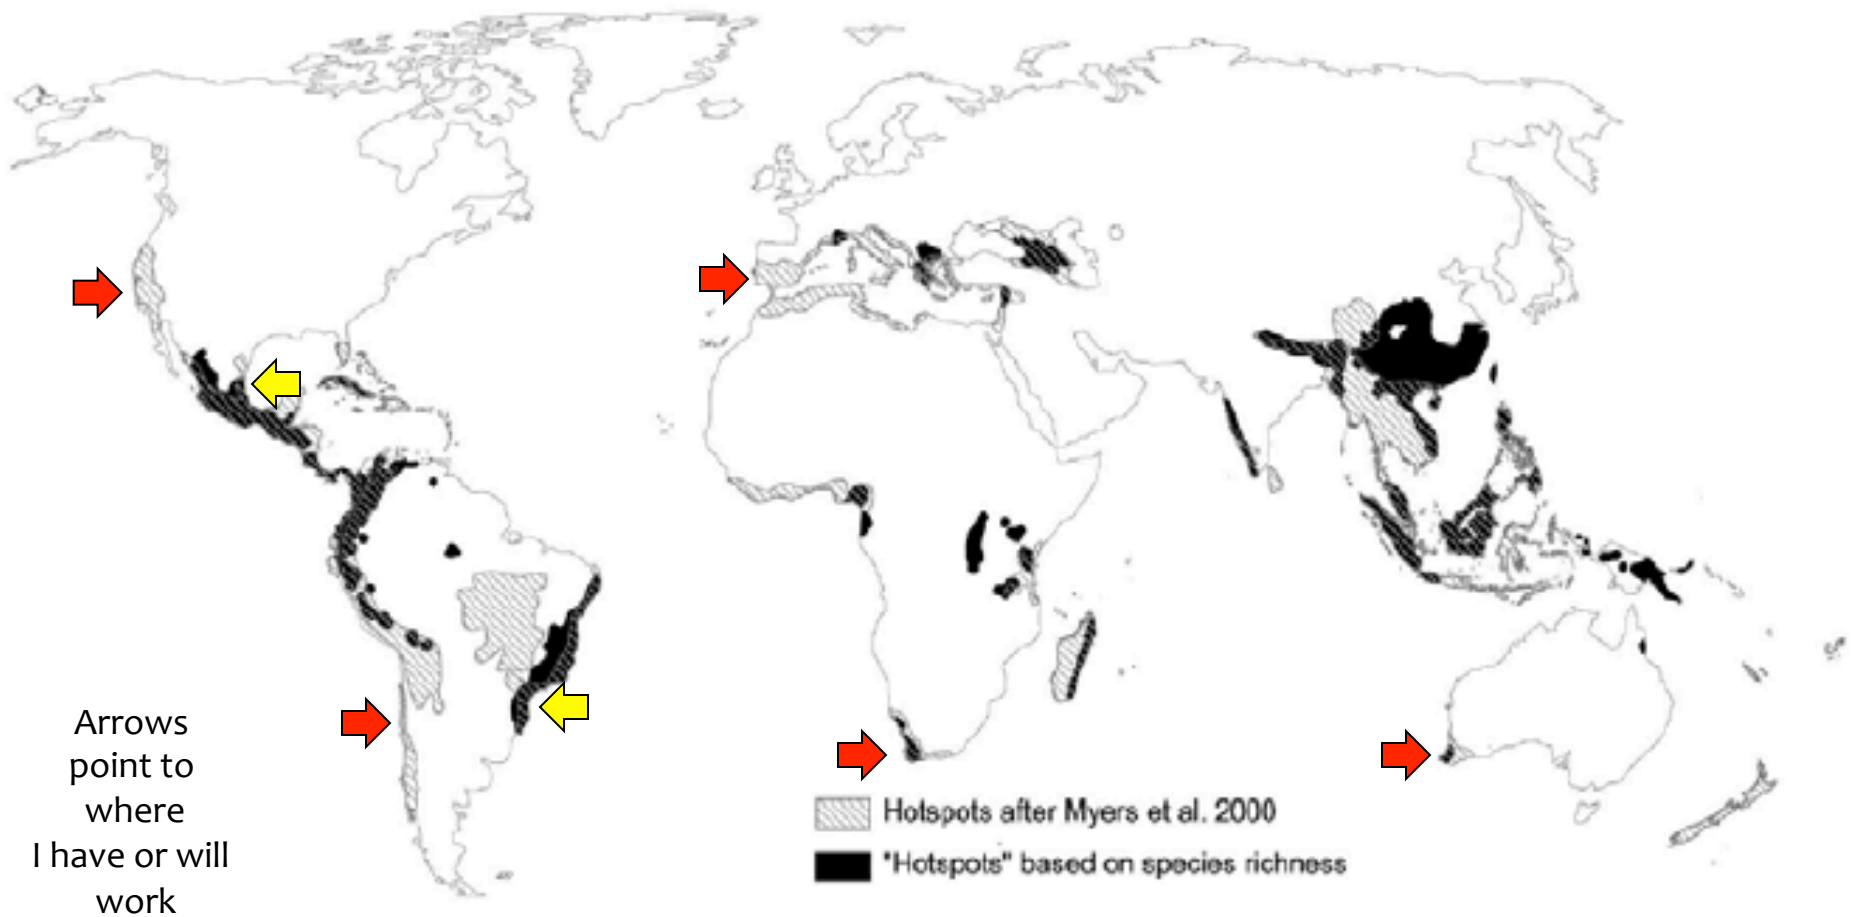 Arrows
point to
where
I have or will
work
Hotspots after Myers et al. 2000
"Hotspots" based on species richness